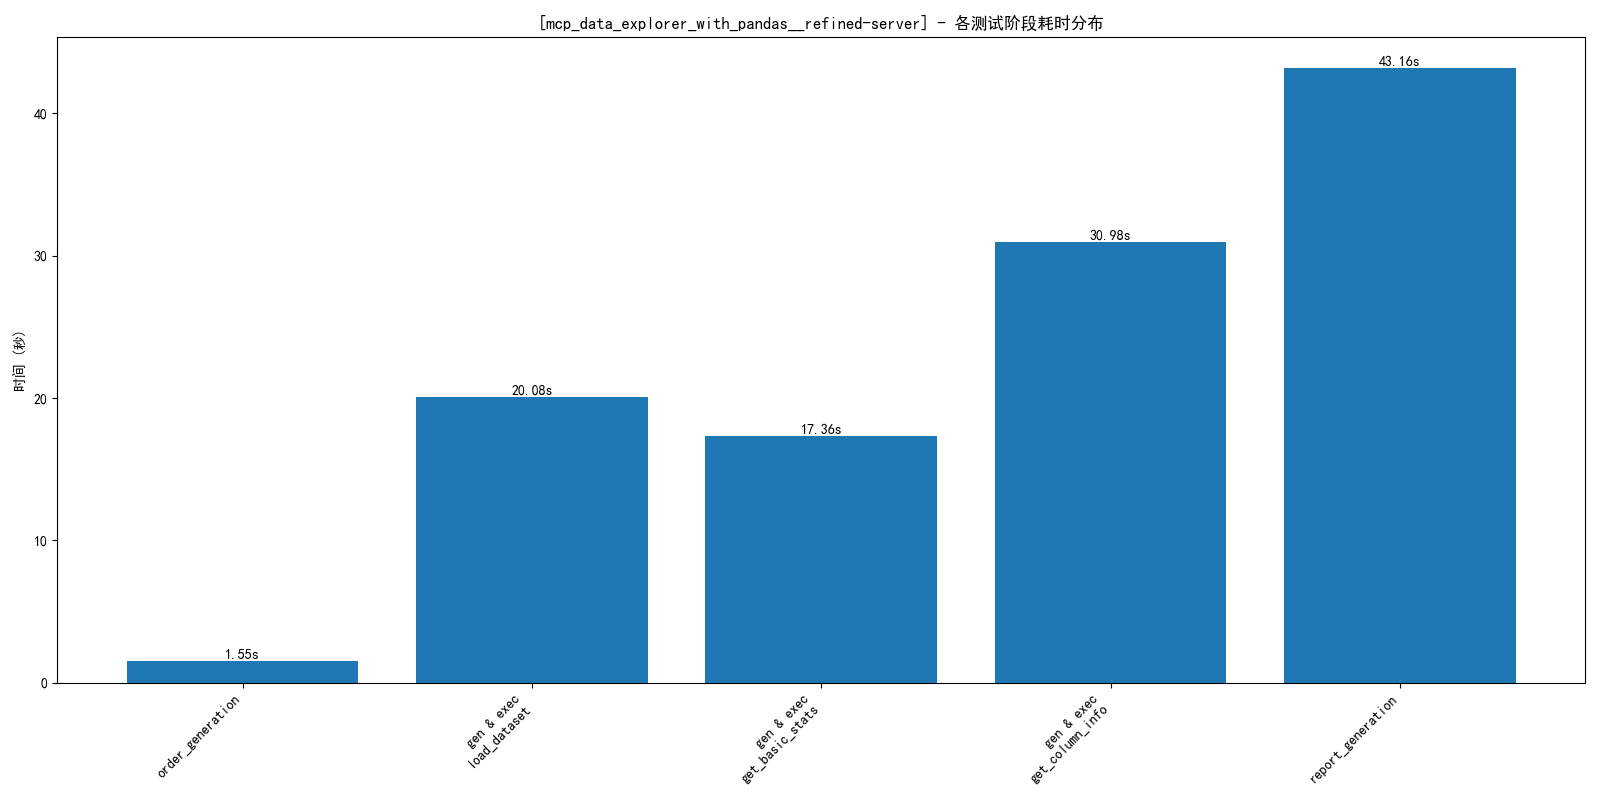 [mcp_data_explorer_with_pandas__refined-server] - 各测试阶段耗时分布
时间 (秒)
40
30
20
10
0
1.55s
20.08s
17.36s
30.98s
43.16s
order_generation
gen & exec
load_dataset
gen & exec
get_basic_stats
gen & exec
get_column_info
report_generation